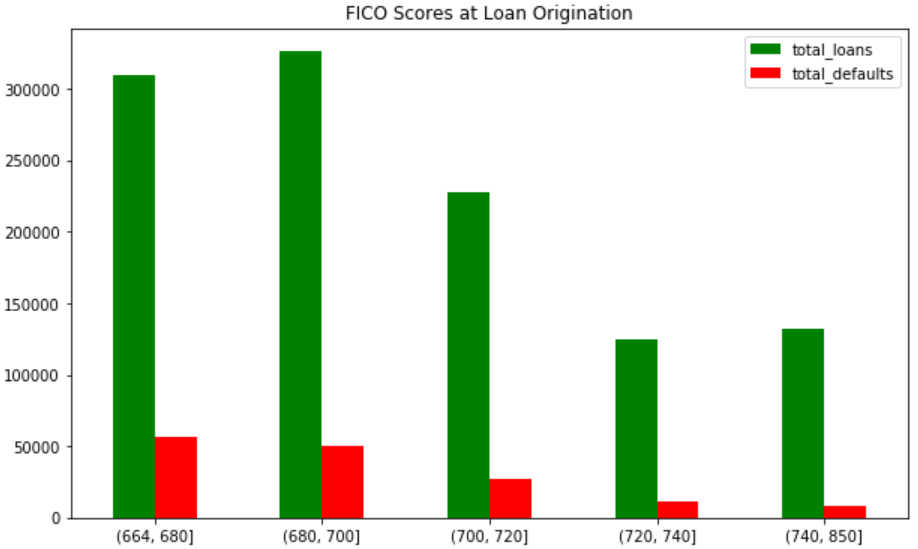 FICO Scores at Loan Origination
total_loans
total_defaults
300000
250000
200000
150000
100000
50000
0
(664, 680] (680, 700] (700, 720] (720, 740] (740, 850]